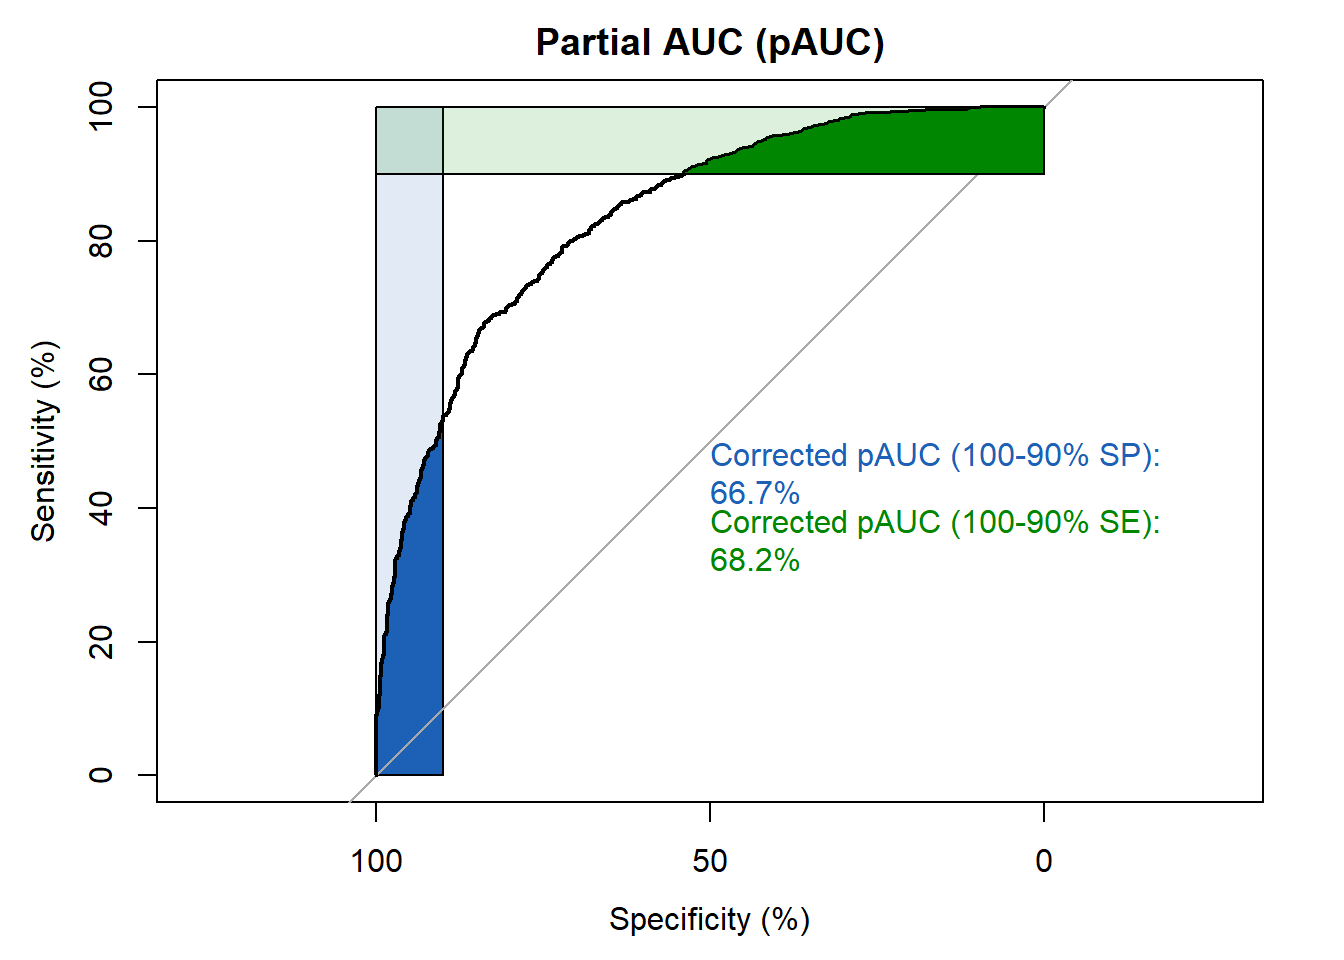 Partial AUC (pAUC)
Sensitivity (%)
100
80
60
40
20
0
Corrected pAUC (100-90% SP):
66.7%
Corrected pAUC (100-90% SE):
68.2%
100
50
0
Specificity (%)